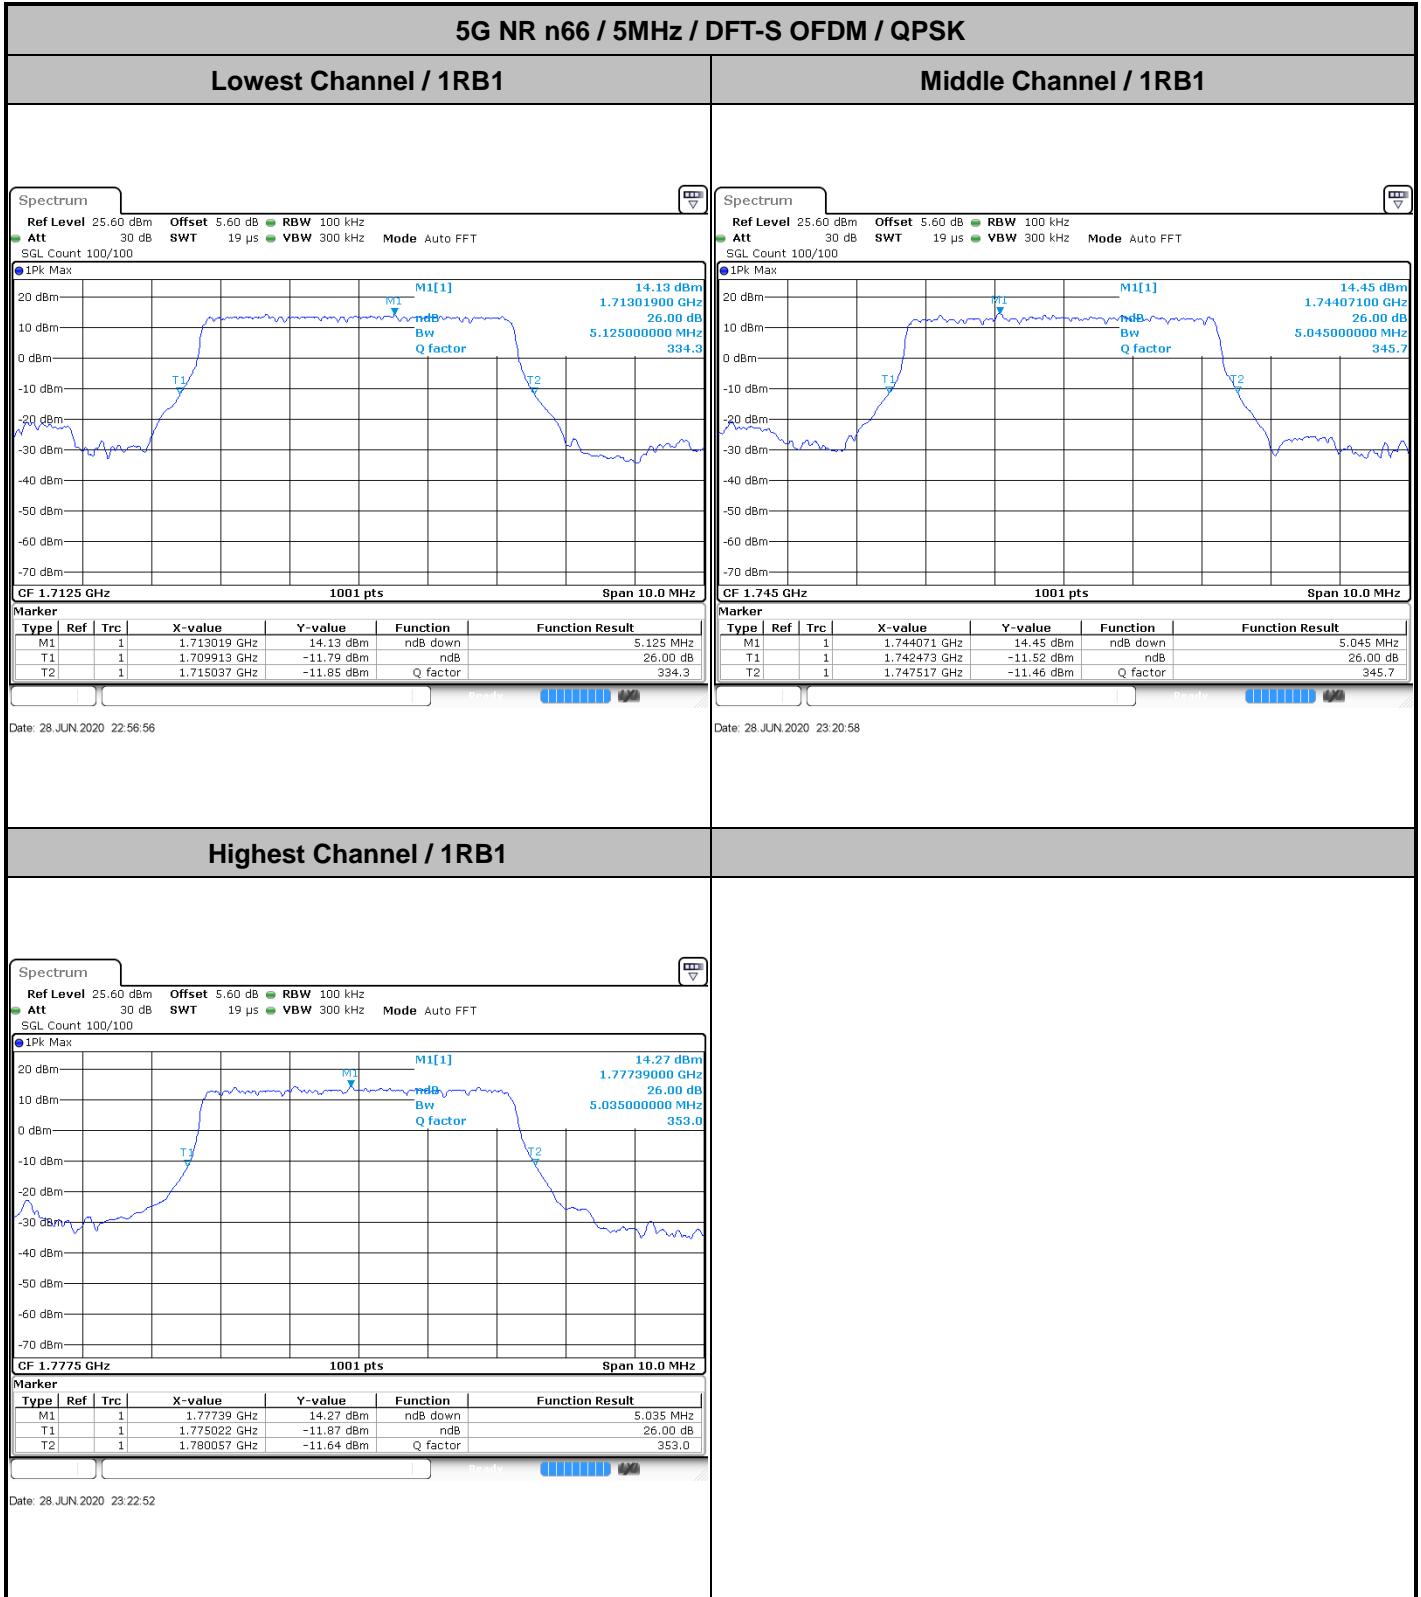 5G NR n66 / 5MHz / DFT-S OFDM / QPSK
Lowest Channel / 1RB1
Spectrum
Ref Level 25.60 dBm Offset 5.60 dB RBW 100 kHz
Att 30 dB SWT 19 µs VBW 300 kHz Mode Auto FFT
SGL Count 100/100
1Pk Max
M1[1] 14.13 dBm
1.71301900 GHz
ndB 26.00 dB
Bw 5.125000000 MHz
Q factor 334.3
M1
T1
T2
20 dBm
10 dBm
0 dBm
-10 dBm
-20 dBm
-30 dBm
-40 dBm
-50 dBm
-60 dBm
-70 dBm
CF 1.7125 GHz 1001 pts Span 10.0 MHz
Marker
Type Ref Trc X-value Y-value Function Function Result
M1 1 1.713019 GHz 14.13 dBm ndB down 5.125 MHz
T1 1 1.709913 GHz -11.79 dBm ndB 26.00 dB
T2 1 1.715037 GHz -11.85 dBm Q factor 334.3
Ready
Date: 28.JUN.2020 22:56:56
Middle Channel / 1RB1
Spectrum
Ref Level 25.60 dBm Offset 5.60 dB RBW 100 kHz
Att 30 dB SWT 19 µs VBW 300 kHz Mode Auto FFT
SGL Count 100/100
1Pk Max
M1[1] 14.45 dBm
1.74407100 GHz
ndB 26.00 dB
Bw 5.045000000 MHz
Q factor 345.7
M1
T1
T2
20 dBm
10 dBm
0 dBm
-10 dBm
-20 dBm
-30 dBm
-40 dBm
-50 dBm
-60 dBm
-70 dBm
CF 1.745 GHz 1001 pts Span 10.0 MHz
Marker
Type Ref Trc X-value Y-value Function Function Result
M1 1 1.744071 GHz 14.45 dBm ndB down 5.045 MHz
T1 1 1.742473 GHz -11.52 dBm ndB 26.00 dB
T2 1 1.747517 GHz -11.46 dBm Q factor 345.7
Ready
Date: 28.JUN.2020 23:20:58
Highest Channel / 1RB1
Spectrum
Ref Level 25.60 dBm Offset 5.60 dB RBW 100 kHz
Att 30 dB SWT 19 µs VBW 300 kHz Mode Auto FFT
SGL Count 100/100
1Pk Max
M1[1] 14.27 dBm
1.77739000 GHz
ndB 26.00 dB
Bw 5.035000000 MHz
Q factor 353.0
M1
T1
T2
20 dBm
10 dBm
0 dBm
-10 dBm
-20 dBm
-30 dBm
-40 dBm
-50 dBm
-60 dBm
-70 dBm
CF 1.7775 GHz 1001 pts Span 10.0 MHz
Marker
Type Ref Trc X-value Y-value Function Function Result
M1 1 1.77739 GHz 14.27 dBm ndB down 5.035 MHz
T1 1 1.775022 GHz -11.87 dBm ndB 26.00 dB
T2 1 1.780057 GHz -11.64 dBm Q factor 353.0
Ready
Date: 28.JUN.2020 23:22:52